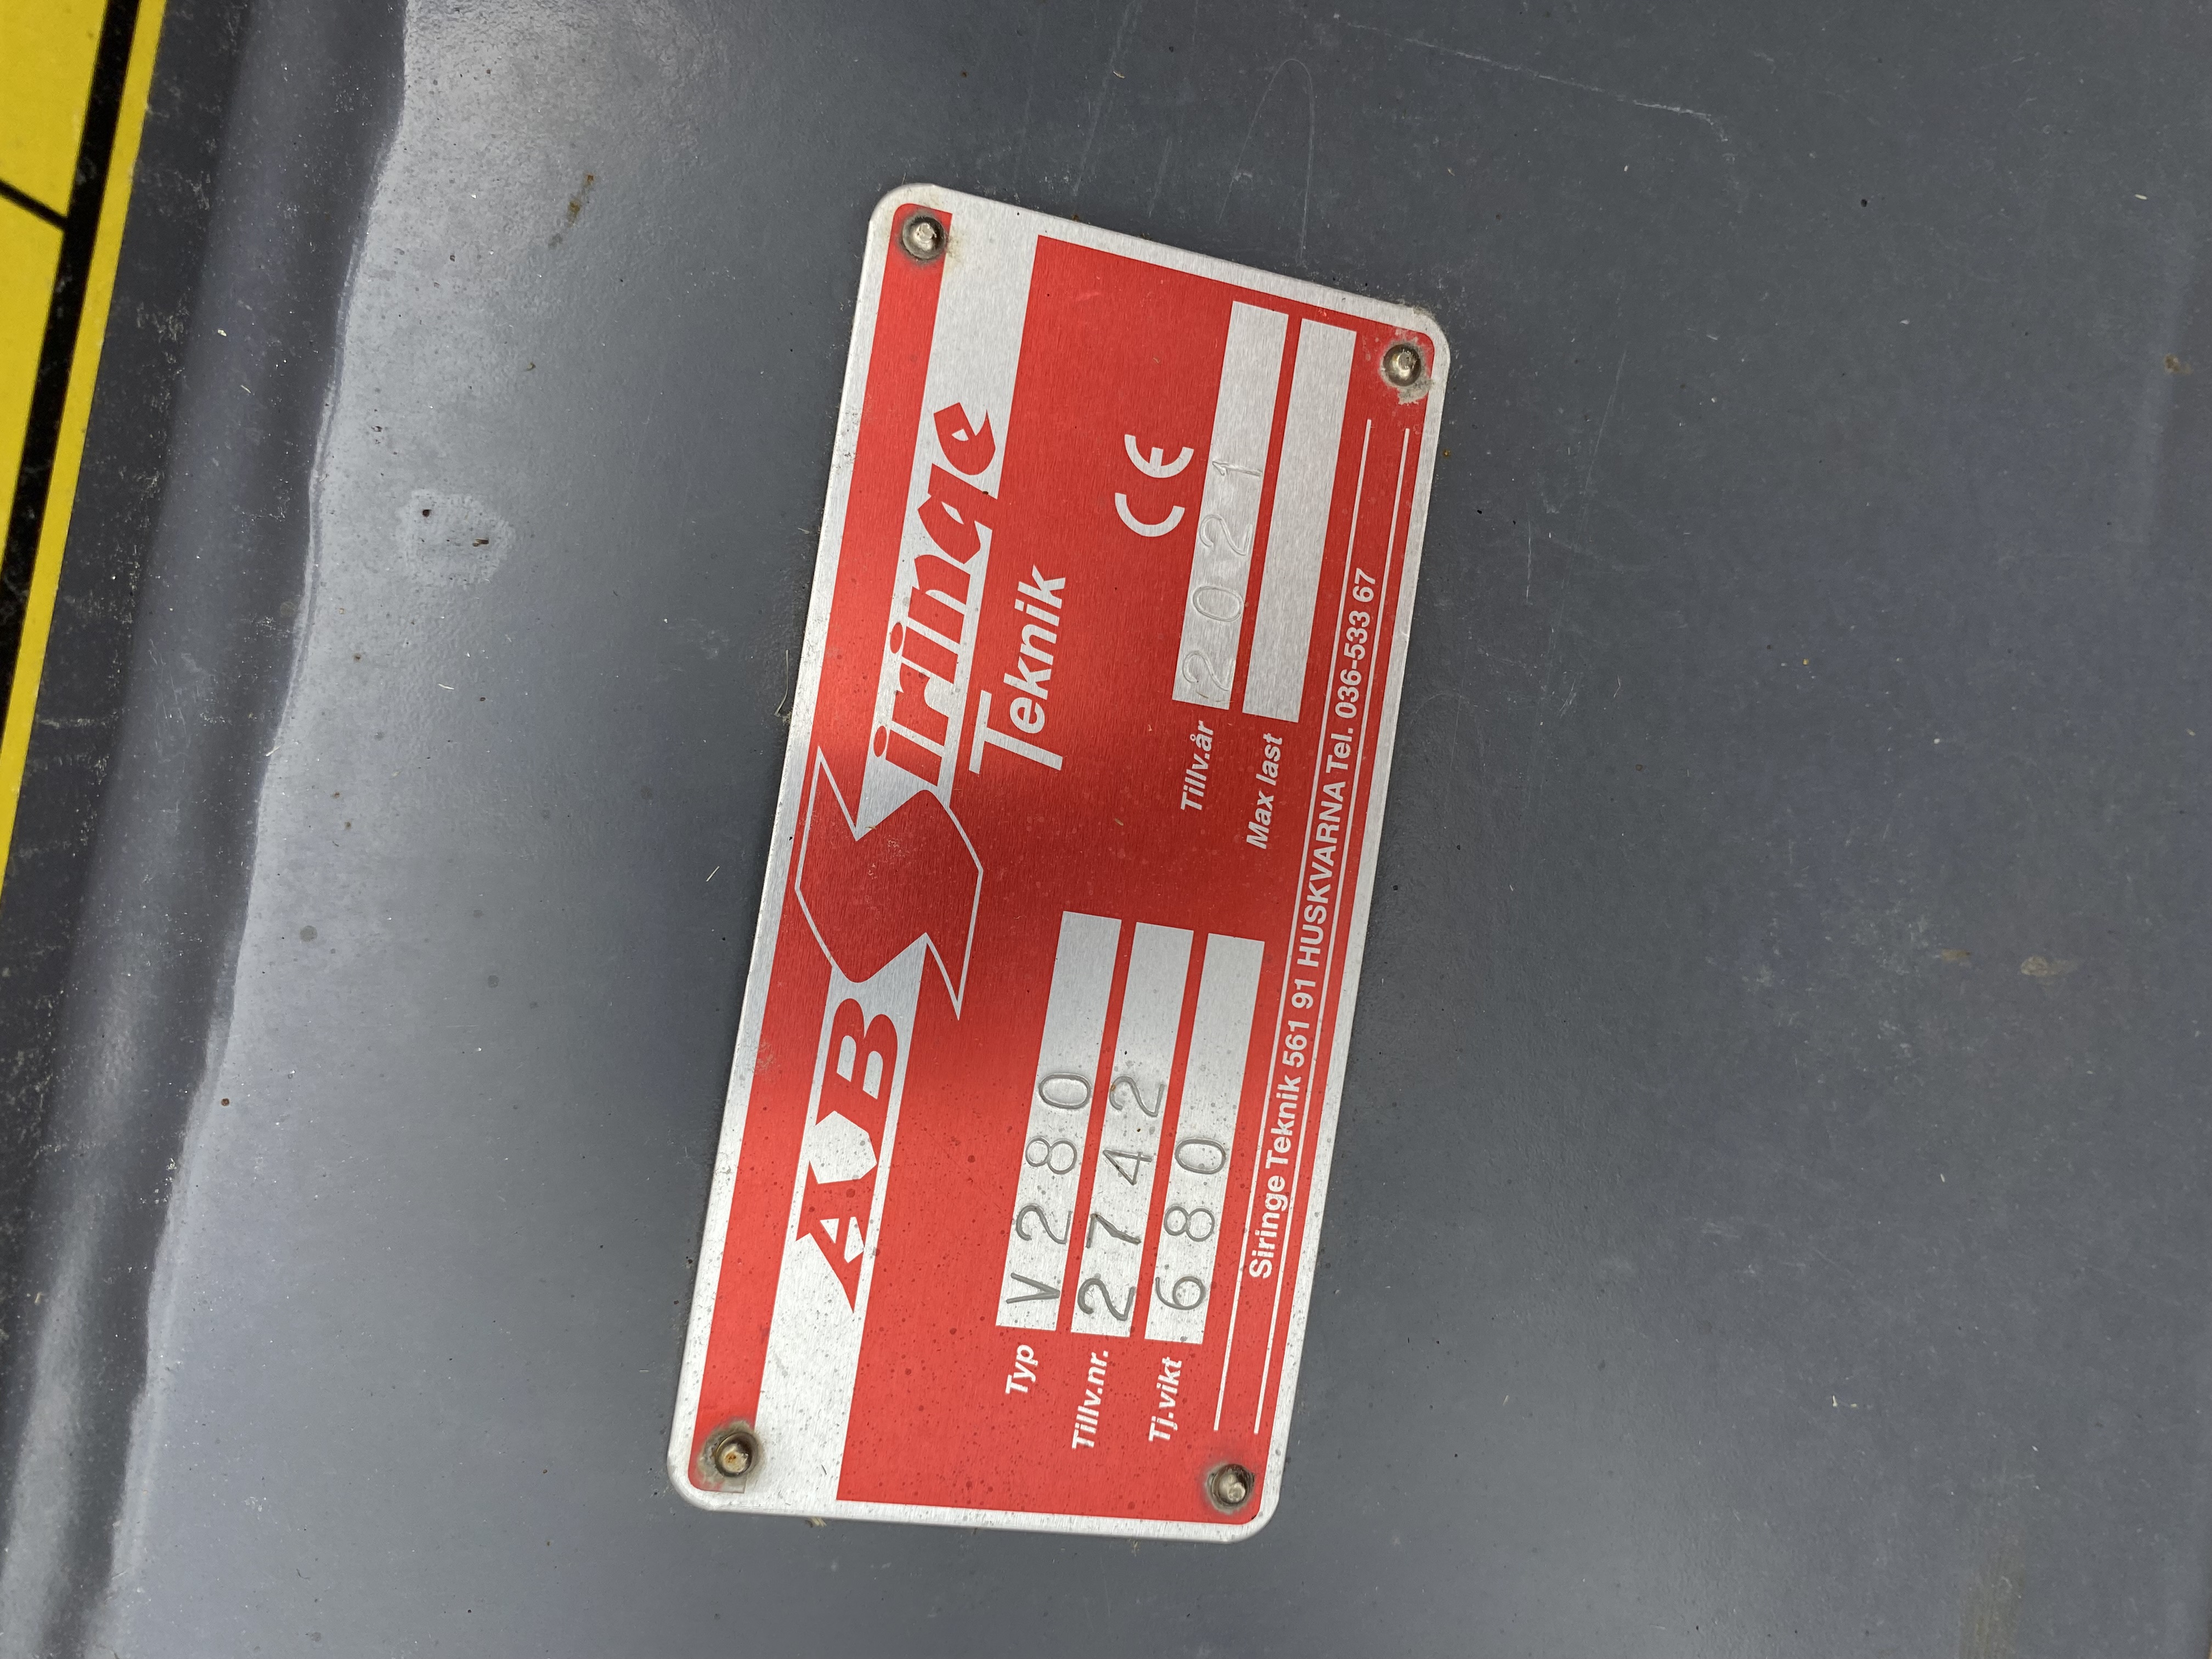 AB Siringe
Teknik
CE
Typ V280
Tillv.nr. 2742
Tj.vikt 680
Tillv.år 2021
Max last
Siringe Teknik 561 91 HUSKVARNA Tel. 036-533 67